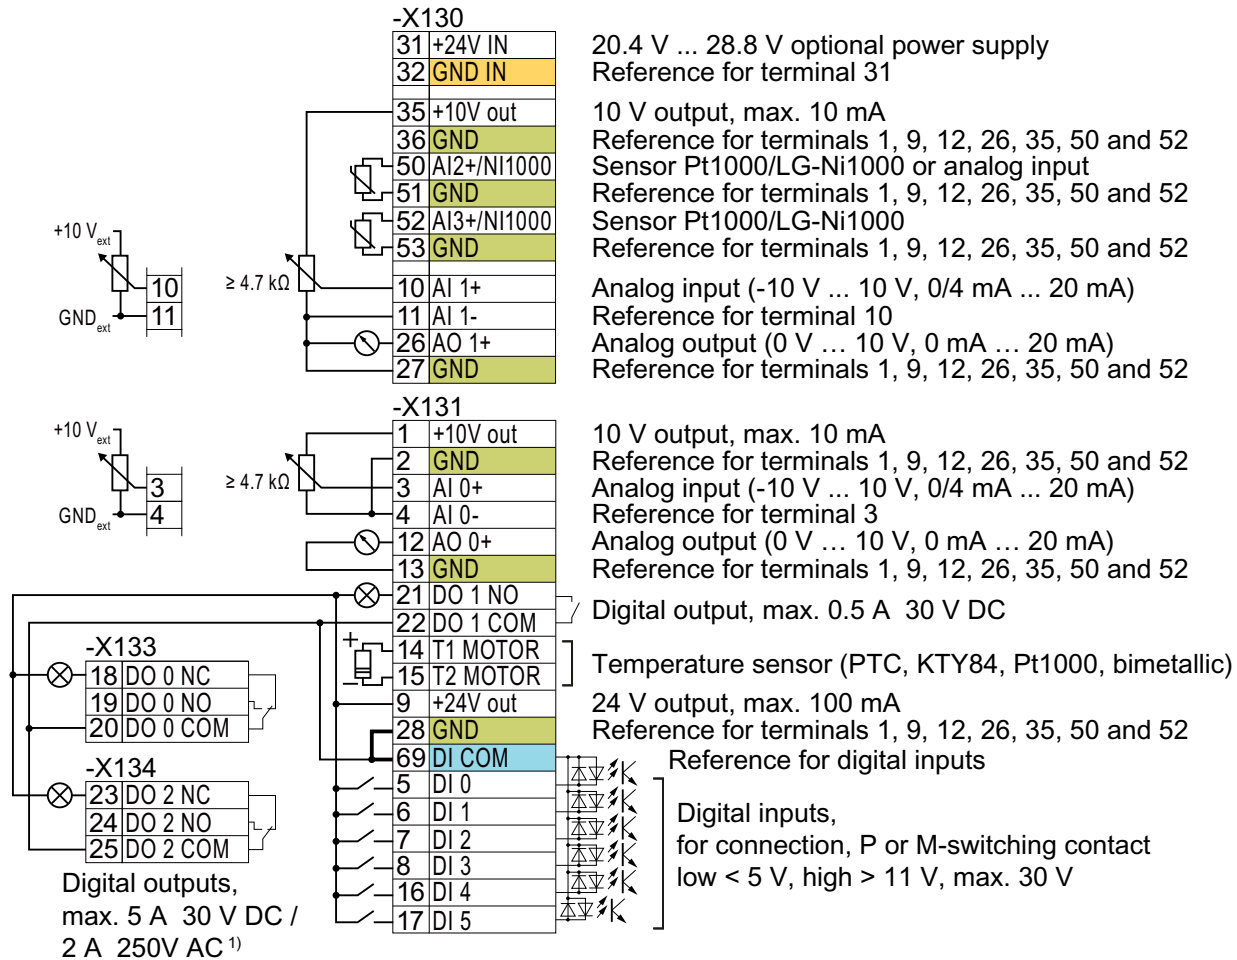 -X130
31 +24V IN 20.4 V ... 28.8 V optional power supply
32 GND IN Reference for terminal 31
35 +10V out 10 V output, max. 10 mA
36 GND Reference for terminals 1, 9, 12, 26, 35, 50 and 52
50 AI2+/NI1000 Sensor Pt1000/LG-Ni1000 or analog input
51 GND Reference for terminals 1, 9, 12, 26, 35, 50 and 52
52 AI3+/NI1000 Sensor Pt1000/LG-Ni1000
53 GND Reference for terminals 1, 9, 12, 26, 35, 50 and 52
+10 Vext
≥ 4.7 kΩ
10
10 AI 1+ Analog input (-10 V ... 10 V, 0/4 mA ... 20 mA)
GNDext 11
11 AI 1- Reference for terminal 10
26 AO 1+ Analog output (0 V … 10 V, 0 mA … 20 mA)
27 GND Reference for terminals 1, 9, 12, 26, 35, 50 and 52
-X131
+10 Vext
1 +10V out 10 V output, max. 10 mA
2 GND Reference for terminals 1, 9, 12, 26, 35, 50 and 52
3
≥ 4.7 kΩ
3 AI 0+ Analog input (-10 V ... 10 V, 0/4 mA ... 20 mA)
GNDext 4
4 AI 0- Reference for terminal 3
12 AO 0+ Analog output (0 V … 10 V, 0 mA … 20 mA)
13 GND Reference for terminals 1, 9, 12, 26, 35, 50 and 52
21 DO 1 NO
22 DO 1 COM
Digital output, max. 0.5 A 30 V DC
+
14 T1 MOTOR
–
15 T2 MOTOR
Temperature sensor (PTC, KTY84, Pt1000, bimetallic)
9 +24V out 24 V output, max. 100 mA
28 GND Reference for terminals 1, 9, 12, 26, 35, 50 and 52
69 DI COM Reference for digital inputs
5 DI 0
6 DI 1
7 DI 2
8 DI 3
16 DI 4
17 DI 5
Digital inputs,
for connection, P or M-switching contact
low < 5 V, high > 11 V, max. 30 V
-X133
18 DO 0 NC
19 DO 0 NO
20 DO 0 COM
-X134
23 DO 2 NC
24 DO 2 NO
25 DO 2 COM
Digital outputs,
max. 5 A 30 V DC /
2 A 250V AC 1)